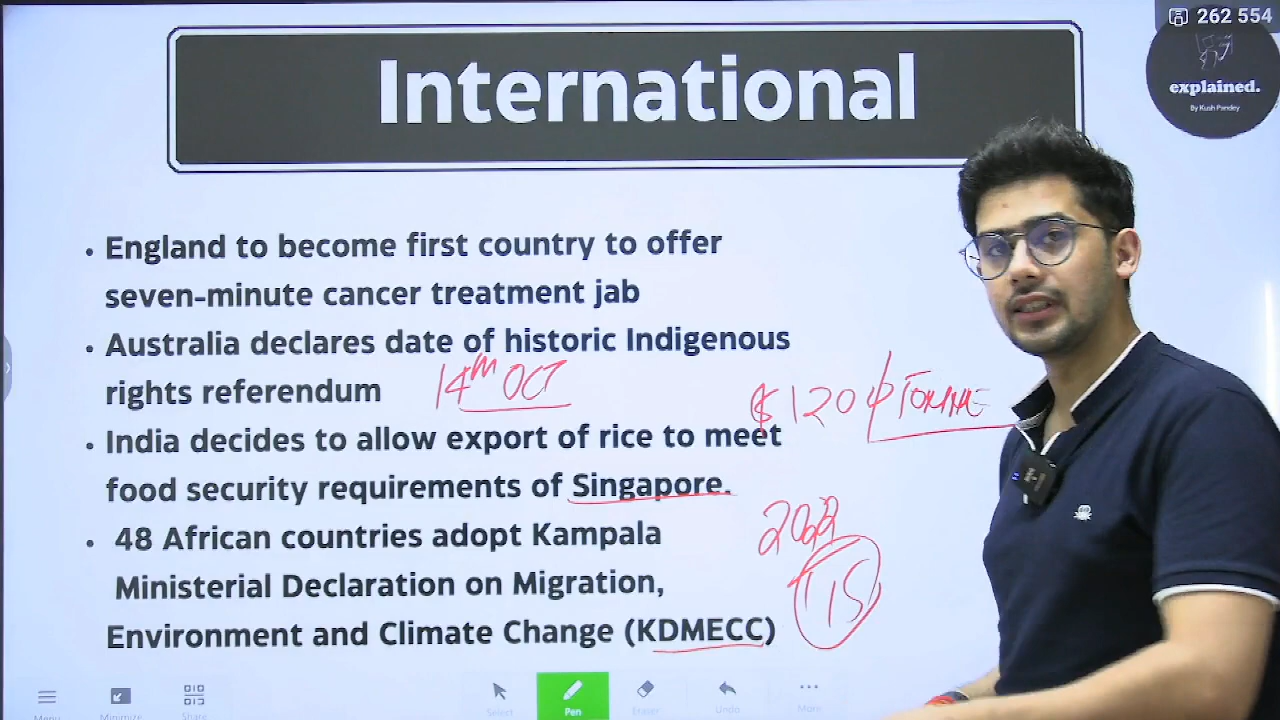 262 554
International
explained.
By Kush Pandey
• England to become first country to offer
seven-minute cancer treatment jab
• Australia declares date of historic Indigenous
rights referendum 14th OCT
$120
• India decides to allow export of rice to meet
food security requirements of Singapore.
• 48 African countries adopt Kampala
Ministerial Declaration on Migration,
15
Environment and Climate Change (KDMECC)
Menu Minimize Share Select Pen Eraser Undo More